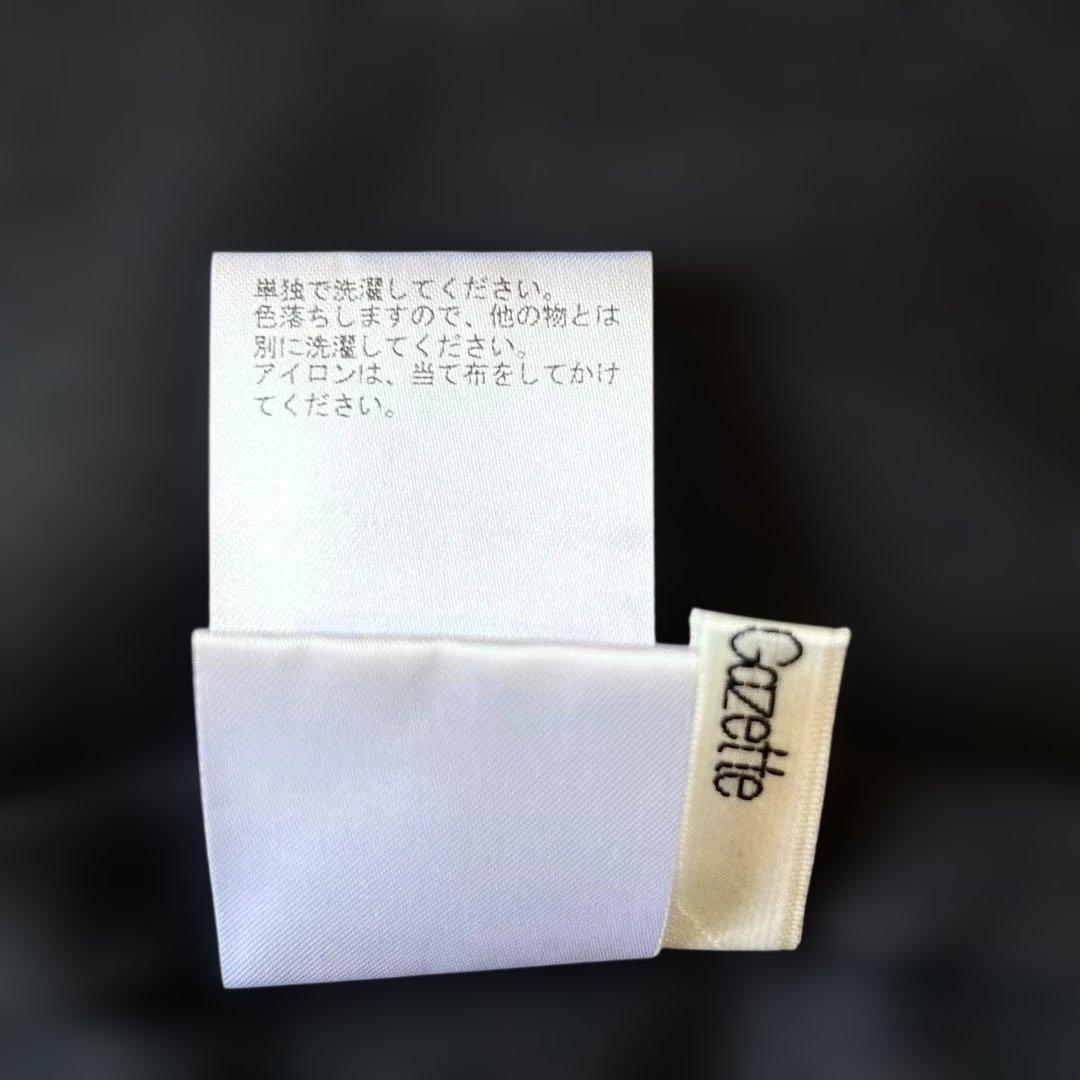 単独で洗濯してください。
色落ちしますので、他の物とは
別に洗濯してください。
アイロンは、当て布をしてかけ
てください。
Gazette